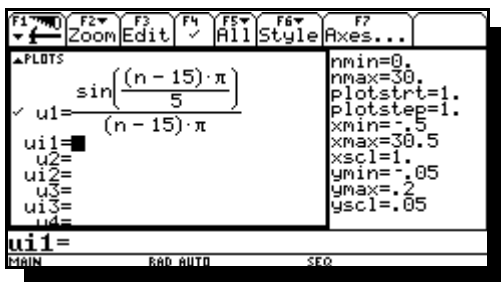 F1 F2 F3 F4 F5 F6 F7
Zoom Edit ✓ All Style Axes...
PLOTS
✓ u1=sin((n − 15)·π/5)/((n − 15)·π)
ui1=
u2=
ui2=
u3=
ui3=
u4=
nmin=0.
nmax=30.
plotstrt=1.
plotstep=1.
xmin=-.5
xmax=30.5
xscl=1.
ymin=-.05
ymax=.2
yscl=.05
ui1=
MAIN RAD AUTO SEQ